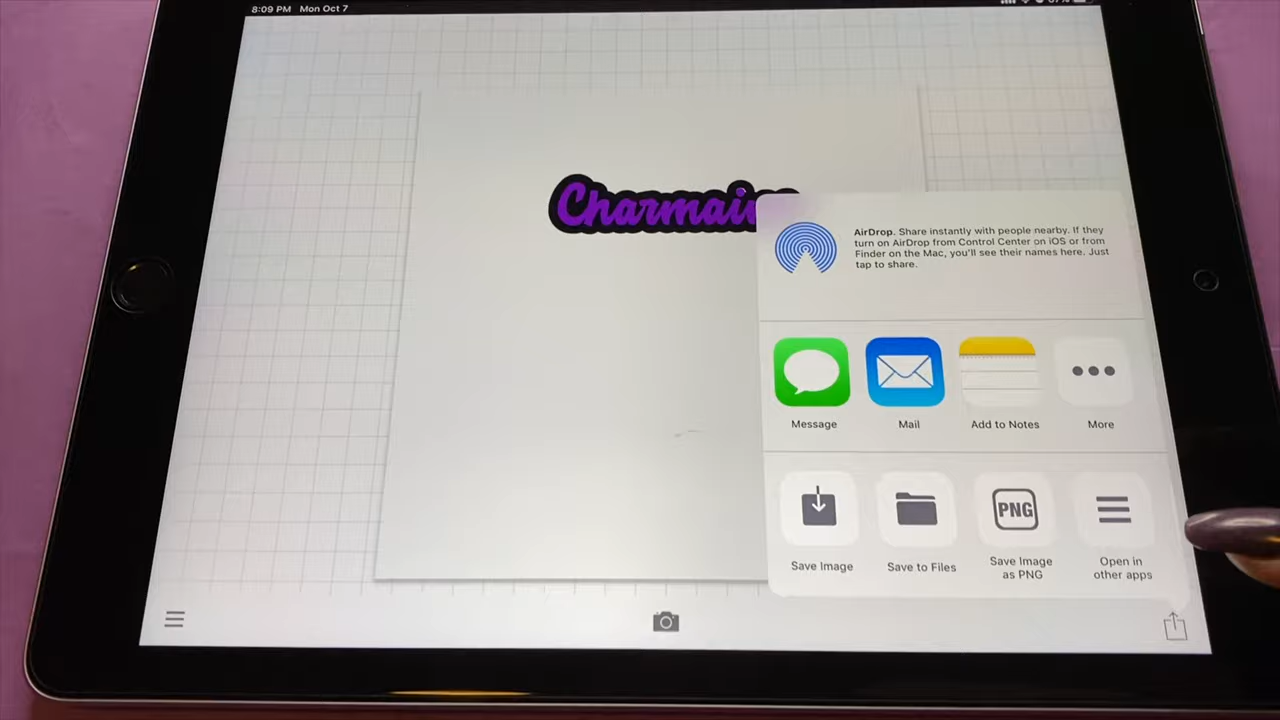 8:09 PM Mon Oct 7
Charmain
AirDrop. Share instantly with people nearby. If they
turn on AirDrop from Control Center on iOS or from
Finder on the Mac, you'll see their names here. Just
tap to share.
Message
Mail
Add to Notes
More
PNG
Save Image
Save to Files
Save Image
as PNG
Open in
other apps